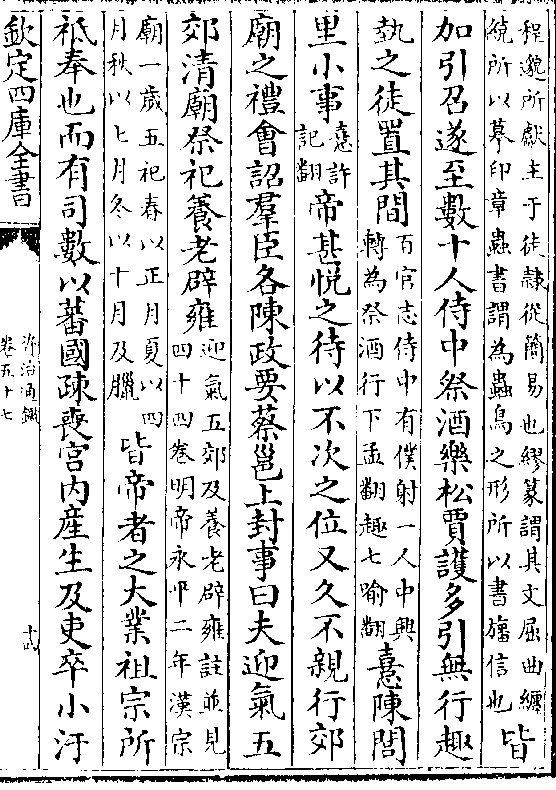 程邈所獻主于徒隸從簡易也繆篆謂其文屈曲纏
繞所以摹印章蟲書謂為蟲鳥之形所以書旛信也
皆
加引召遂至數十人侍中祭酒樂松賈護多引無行趣
埶之徒置其間
百官志侍中有僕射一人中興
轉為祭酒行下孟翻趣七喻翻
憙陳閭
里小事
憙許
記翻
帝甚悦之待以不次之位又久不親行郊
廟之禮會詔羣臣各陳政要蔡邕上封事曰夫迎氣五
郊清廟祭祀養老辟雍
迎氣五郊及養老辟雍註並見
四十四卷明帝永平二年漢宗
廟一歲五祀春以正月夏以四
月秋以七月冬以十月及臘
皆帝者之大業祖宗所
祗奉也而有司數以蕃國疎喪宮内産生及吏卒小汙
欽定四庫全書
資治通鑑
卷五十七